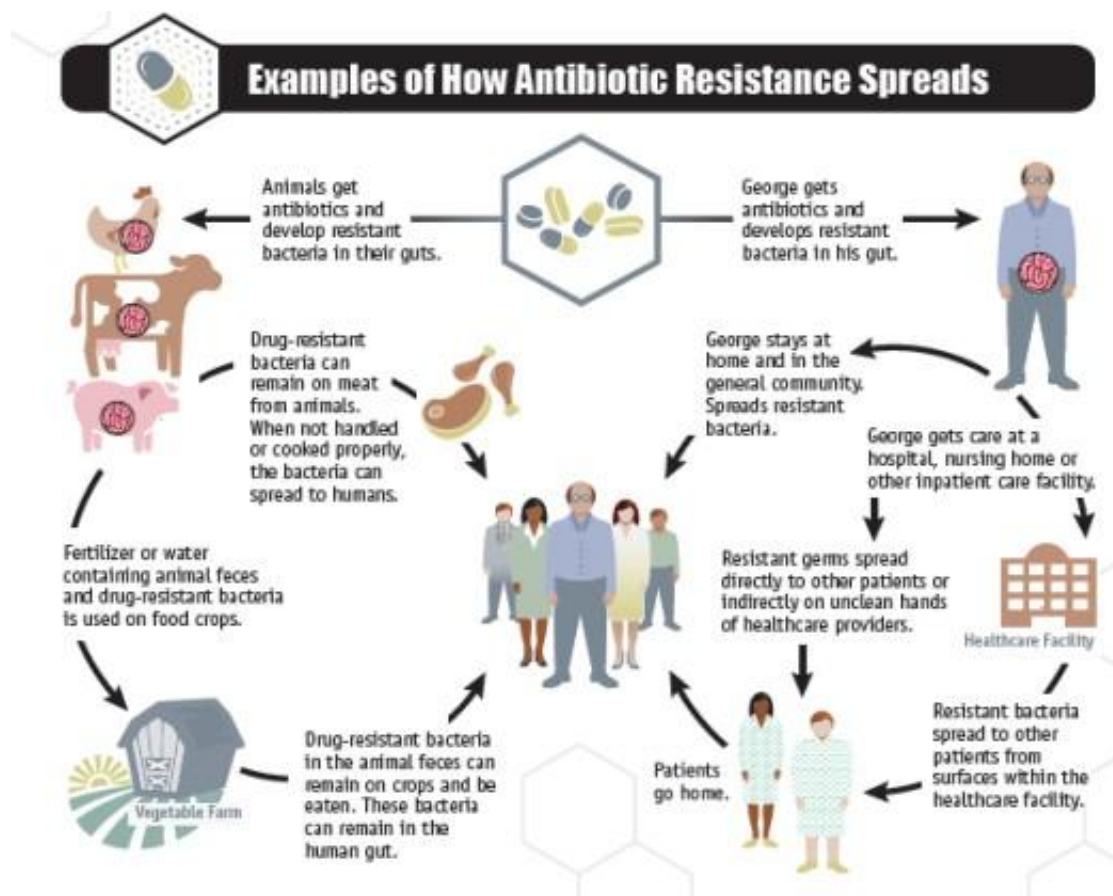 Examples of How Antibiotic Resistance Spreads
Animals get
antibiotics and
develop resistant
bacteria in their guts.
George gets
antibiotics and
develops resistant
bacteria in his gut.
Drug-resistant
bacteria can
remain on meat
from animals.
When not handled
or cooked properly,
the bacteria can
spread to humans.
George stays at
home and in the
general community.
Spreads resistant
bacteria.
George gets care at a
hospital, nursing home or
other inpatient care facility.
Fertilizer or water
containing animal feces
and drug-resistant bacteria
is used on food crops.
Resistant germs spread
directly to other patients or
indirectly on unclean hands
of healthcare providers.
Healthcare Facility
Vegetable Farm
Drug-resistant bacteria
in the animal feces can
remain on crops and be
eaten. These bacteria
can remain in the
human gut.
Patients
go home.
Resistant bacteria
spread to other
patients from
surfaces within the
healthcare facility.